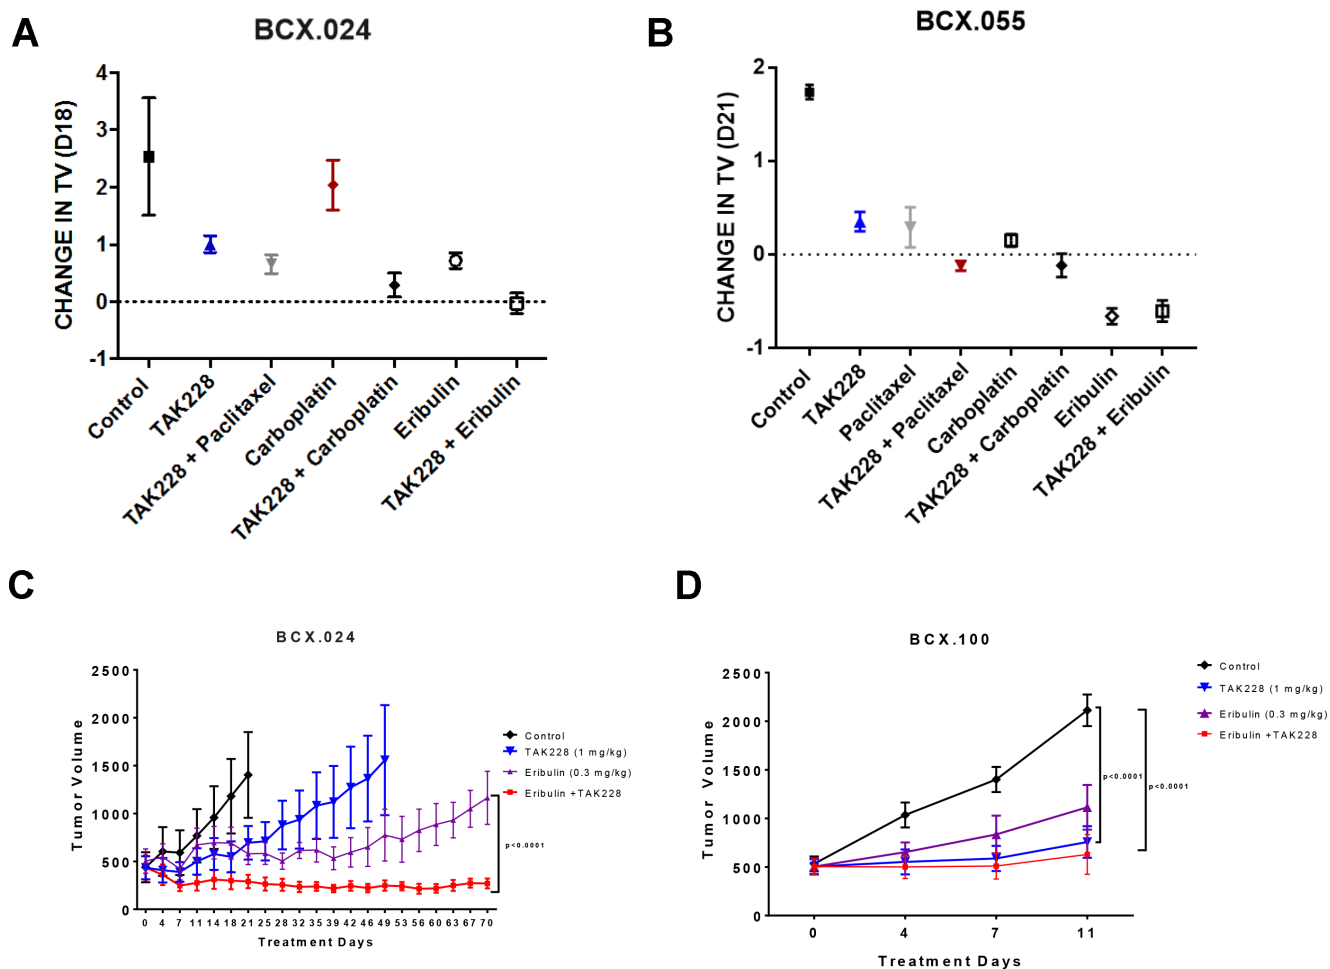 A
BCX.024
CHANGE IN TV (D18)
4
3
2
1
0
-1
Control
TAK228
TAK228 + Paclitaxel
Carboplatin
TAK228 + Carboplatin
Eribulin
TAK228 + Eribulin
B
BCX.055
CHANGE IN TV (D21)
2
1
0
-1
Control
TAK228
Paclitaxel
TAK228 + Paclitaxel
Carboplatin
TAK228 + Carboplatin
Eribulin
TAK228 + Eribulin
C
BCX.024
Tumor Volume
2500
2000
1500
1000
500
0
0 4 7 11 14 18 21 25 28 32 35 39 42 46 49 53 56 60 63 67 70
Treatment Days
Control
TAK228 (1 mg/kg)
Eribulin (0.3 mg/kg)
Eribulin +TAK228
p<0.0001
D
BCX.100
Tumor Volume
2500
2000
1500
1000
500
0
0 4 7 11
Treatment Days
Control
TAK228 (1 mg/kg)
Eribulin (0.3 mg/kg)
Eribulin +TAK228
p<0.0001
p<0.0001